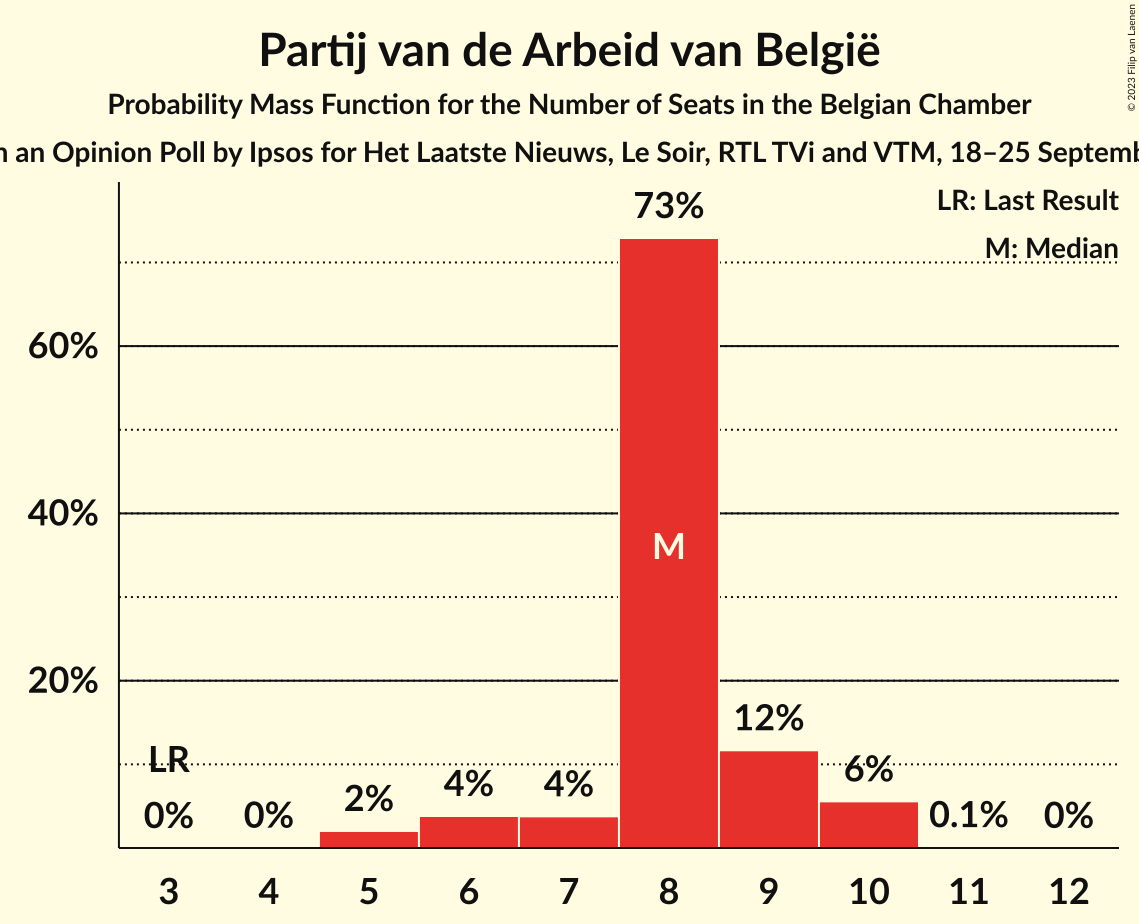 Partij van de Arbeid van België
Probability Mass Function for the Number of Seats in the Belgian Chamber
an Opinion Poll by Ipsos for Het Laatste Nieuws, Le Soir, RTL TVi and VTM, 18–25
© 2023 Filip van Laenen
LR: Last Result
M: Median
73%
60%
40%
M
20%
12%
LR
6%
4%
4%
2%
0%
0%
0.1%
0%
3 4 5 6 7 8 9 10 11 12